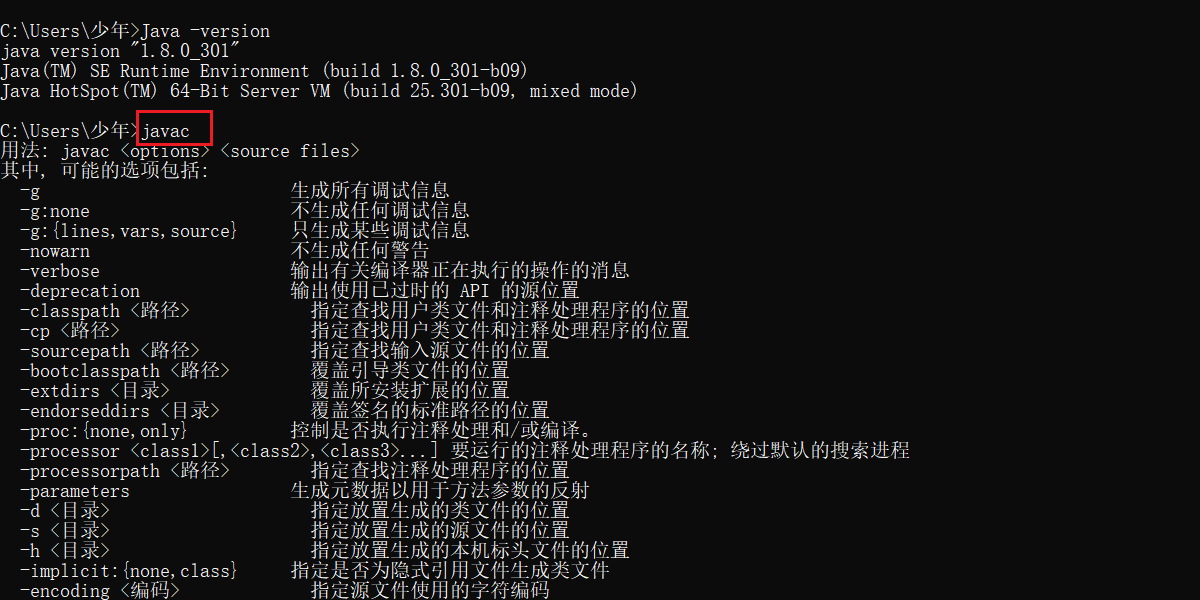 C:\Users\少年>Java -version
java version "1.8.0_301"
Java(TM) SE Runtime Environment (build 1.8.0_301-b09)
Java HotSpot(TM) 64-Bit Server VM (build 25.301-b09, mixed mode)
C:\Users\少年>javac
用法: javac <options> <source files>
其中, 可能的选项包括:
-g 生成所有调试信息
-g:none 不生成任何调试信息
-g:{lines,vars,source} 只生成某些调试信息
-nowarn 不生成任何警告
-verbose 输出有关编译器正在执行的操作的消息
-deprecation 输出使用已过时的 API 的源位置
-classpath <路径> 指定查找用户类文件和注释处理程序的位置
-cp <路径> 指定查找用户类文件和注释处理程序的位置
-sourcepath <路径> 指定查找输入源文件的位置
-bootclasspath <路径> 覆盖引导类文件的位置
-extdirs <目录> 覆盖所安装扩展的位置
-endorseddirs <目录> 覆盖签名的标准路径的位置
-proc:{none,only} 控制是否执行注释处理和/或编译。
-processor <class1>[,<class2>,<class3>...] 要运行的注释处理程序的名称; 绕过默认的搜索进程
-processorpath <路径> 指定查找注释处理程序的位置
-parameters 生成元数据以用于方法参数的反射
-d <目录> 指定放置生成的类文件的位置
-s <目录> 指定放置生成的源文件的位置
-h <目录> 指定放置生成的本机标头文件的位置
-implicit:{none,class} 指定是否为隐式引用文件生成类文件
-encoding <编码> 指定源文件使用的字符编码